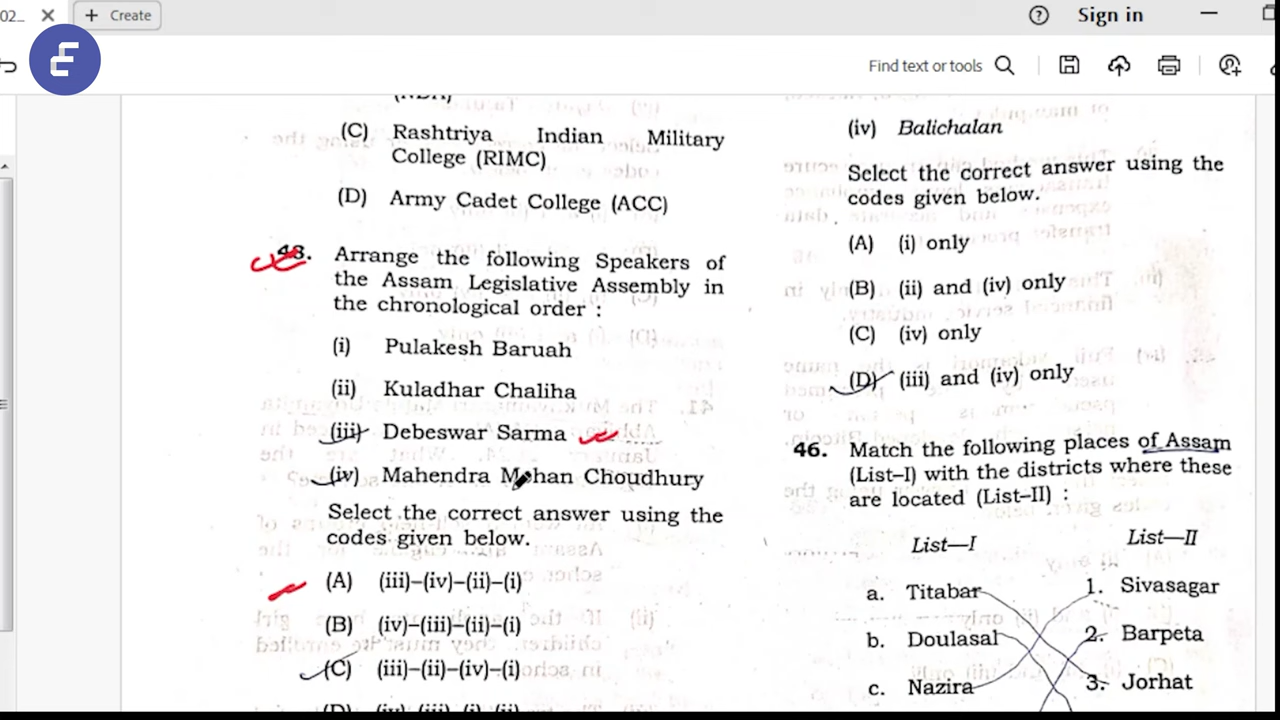 02...
Create
Sign in
Find text or tools
(NDA)
(C) Rashtriya Indian Military
College (RIMC)
(D) Army Cadet College (ACC)
43. Arrange the following Speakers of
the Assam Legislative Assembly in
the chronological order :
(i) Pulakesh Baruah
(ii) Kuladhar Chaliha
(iii) Debeswar Sarma
(iv) Mahendra Mohan Choudhury
Select the correct answer using the
codes given below.
(A) (iii)–(iv)–(ii)–(i)
(B) (iv)–(iii)–(ii)–(i)
(C) (iii)–(ii)–(iv)–(i)
(iv) Balichalan
Select the correct answer using the
codes given below.
(A) (i) only
(B) (ii) and (iv) only
(C) (iv) only
(D) (iii) and (iv) only
46. Match the following places of Assam
(List–I) with the districts where these
are located (List–II) :
List—I List—II
a. Titabar 1. Sivasagar
b. Doulasal 2. Barpeta
c. Nazira 3. Jorhat